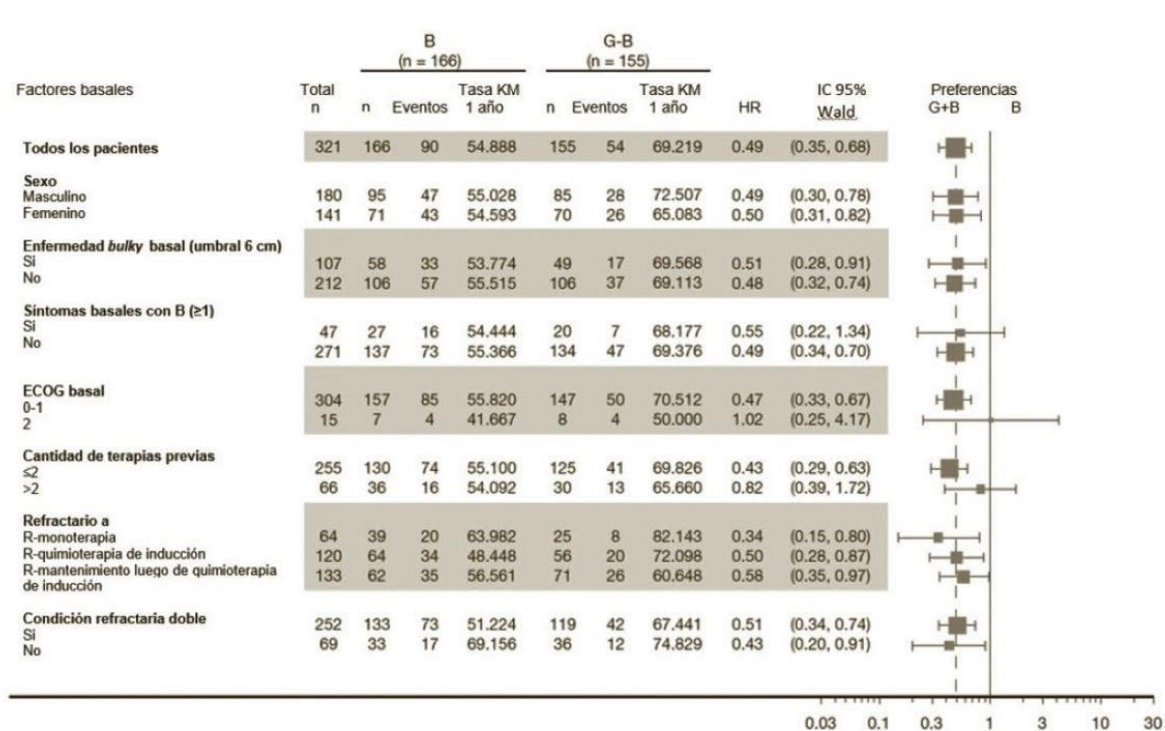 B G-B
(n = 166) (n = 155)
Factores basales Total Tasa KM Tasa KM IC 95% Preferencias
n n Eventos 1 año n Eventos 1 año HR Wald G+B B
Todos los pacientes 321 166 90 54.888 155 54 69.219 0.49 (0.35, 0.68)
Sexo
Masculino 180 95 47 55.028 85 28 72.507 0.49 (0.30, 0.78)
Femenino 141 71 43 54.593 70 26 65.083 0.50 (0.31, 0.82)
Enfermedad bulky basal (umbral 6 cm)
Si 107 58 33 53.774 49 17 69.568 0.51 (0.28, 0.91)
No 212 106 57 55.515 106 37 69.113 0.48 (0.32, 0.74)
Síntomas basales con B (≥1)
Si 47 27 16 54.444 20 7 68.177 0.55 (0.22, 1.34)
No 271 137 73 55.366 134 47 69.376 0.49 (0.34, 0.70)
ECOG basal
0-1 304 157 85 55.820 147 50 70.512 0.47 (0.33, 0.67)
2 15 7 4 41.667 8 4 50.000 1.02 (0.25, 4.17)
Cantidad de terapias previas
≤2 255 130 74 55.100 125 41 69.826 0.43 (0.29, 0.63)
>2 66 36 16 54.092 30 13 65.660 0.82 (0.39, 1.72)
Refractario a
R-monoterapia 64 39 20 63.982 25 8 82.143 0.34 (0.15, 0.80)
R-quimioterapia de inducción 120 64 34 48.448 56 20 72.098 0.50 (0.28, 0.87)
R-mantenimiento luego de quimioterapia 133 62 35 56.561 71 26 60.648 0.58 (0.35, 0.97)
de inducción
Condición refractaria doble
Si 252 133 73 51.224 119 42 67.441 0.51 (0.34, 0.74)
No 69 33 17 69.156 36 12 74.829 0.43 (0.20, 0.91)
0.03 0.1 0.3 1 3 10 30